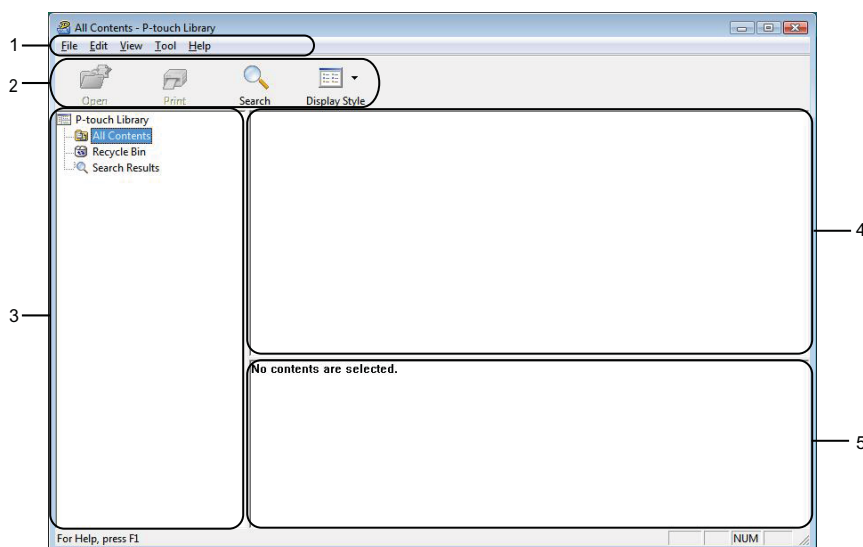 All Contents - P-touch Library
1
File Edit View Tool Help
2
Open Print Search Display Style
P-touch Library
All Contents
Recycle Bin
Search Results
3
4
No contents are selected.
5
For Help, press F1 NUM